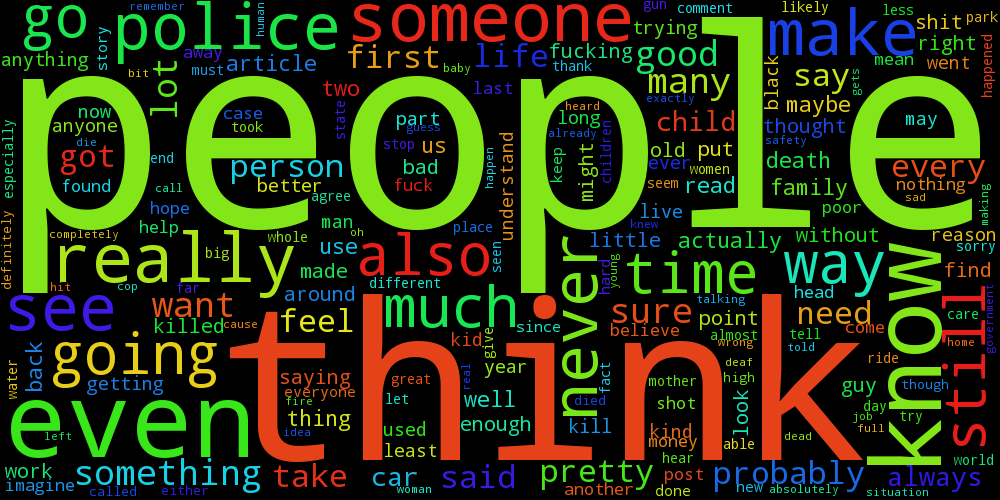 people
think
even
know
police
someone
make
really
also
time
way
see
going
much
never
still
go
first
life
good
many
say
something
probably
want
sure
need
feel
said
take
car
pretty
always
person
child
every
lot
got
remember
human
story
anything
away
must
article
bit
baby
thank
fucking
trying
gun
comment
likely
less
shit
park
right
mean
went
happened
gets
black
maybe
thought
two
last
state
exactly
now
anyone
die
found
case
took
end
call
better
agree
especially
definitely
hope
help
completely
whole
man
oh
big
use
made
part
guess
stop
us
bad
fuck
happen
understand
place
seen
heard
long
already
keep
might
children
old
put
ever
seem
women
read
live
knew
little
actually
without
safety
death
family
poor
may
nothing
sad
making
reason
sorry
find
care
government
home
hit
cop
far
around
different
killed
cause
since
hard
young
talking
believe
point
almost
wrong
head
come
tell
told
ride
though
water
back
getting
saying
everyone
great
fire
let
idea
thing
kid
give
year
real
well
enough
fact
died
kill
mother
shot
deaf
high
look
guy
day
job
full
try
left
used
least
kind
money
able
dead
hear
work
imagine
called
either
woman
another
done
post
hew
absolutely
situation
world